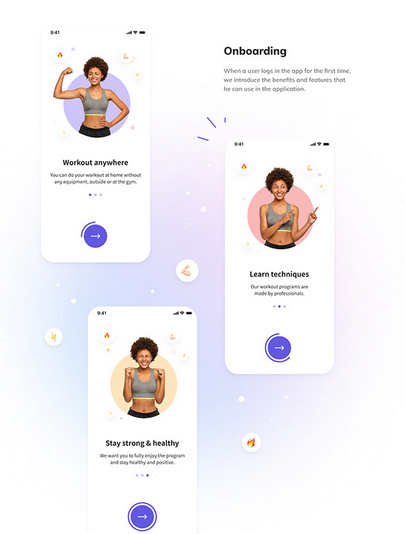 9:41
Workout anywhere
You can do your workout at home without
any equipment, outside or at the gym.
Onboarding
When a user logs in the app for the first time,
we introduce the benefits and features that
he can use in the application.
9:41
Learn techniques
Our workout programs are
made by professionals.
9:41
Stay strong & healthy
We want you to fully enjoy the program
and stay healthy and positive.